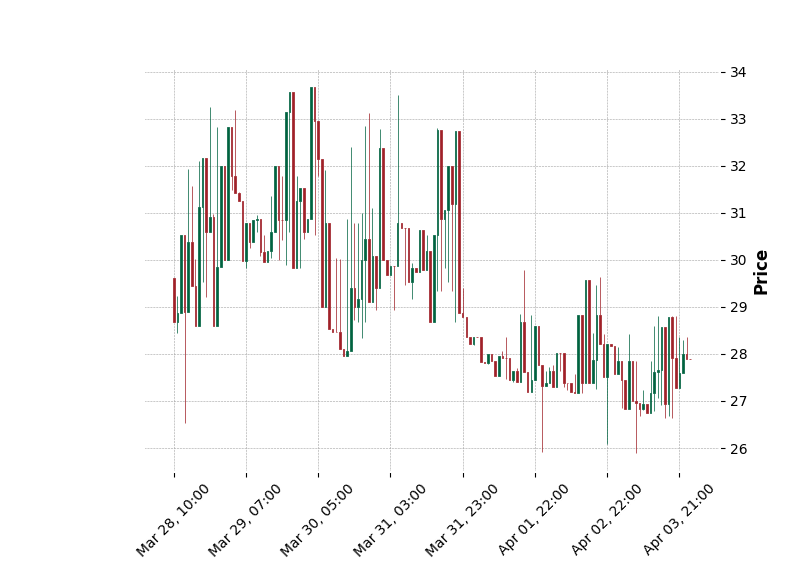 34
33
32
31
30
29
28
27
26
Price
Mar 28, 10:00
Mar 29, 07:00
Mar 30, 05:00
Mar 31, 03:00
Mar 31, 23:00
Apr 01, 22:00
Apr 02, 22:00
Apr 03, 21:00